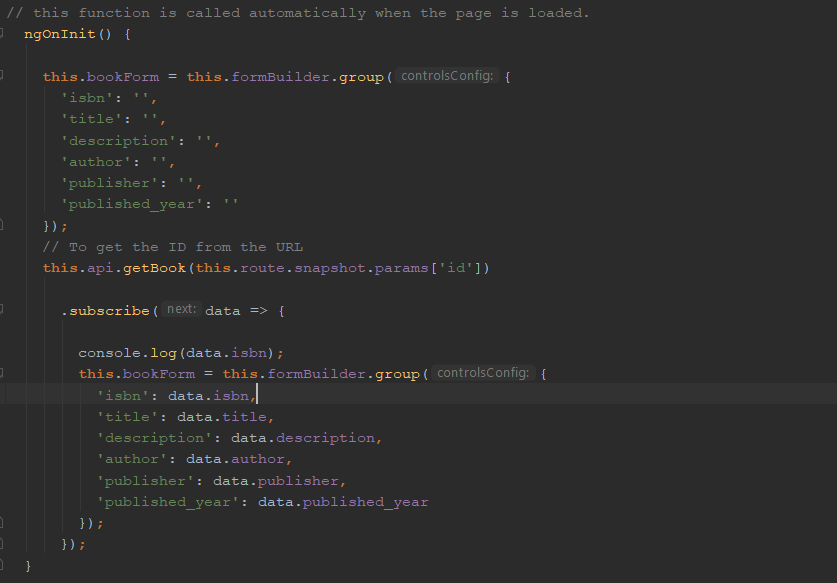 // this function is called automatically when the page is loaded.
ngOnInit() {
this.bookForm = this.formBuilder.group( controlsConfig: {
'isbn': '',
'title': '',
'description': '',
'author': '',
'publisher': '',
'published_year': ''
});
// To get the ID from the URL
this.api.getBook(this.route.snapshot.params['id'])
.subscribe( next: data => {
console.log(data.isbn);
this.bookForm = this.formBuilder.group( controlsConfig: {
'isbn': data.isbn,
'title': data.title,
'description': data.description,
'author': data.author,
'publisher': data.publisher,
'published_year': data.published_year
});
});
}